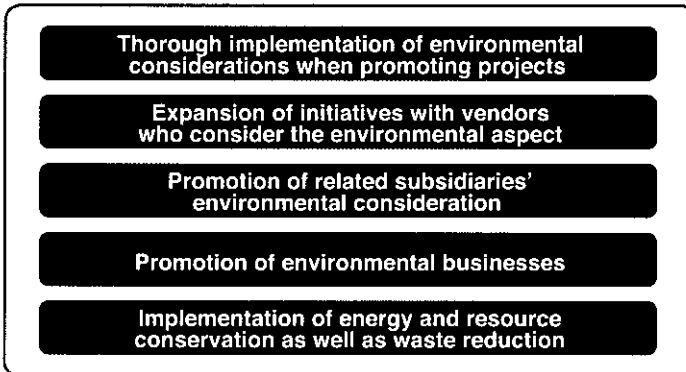 Thorough implementation of environmental
considerations when promoting projects
Expansion of initiatives with vendors
who consider the environmental aspect
Promotion of related subsidiaries'
environmental consideration
Promotion of environmental businesses
Implementation of energy and resource
conservation as well as waste reduction